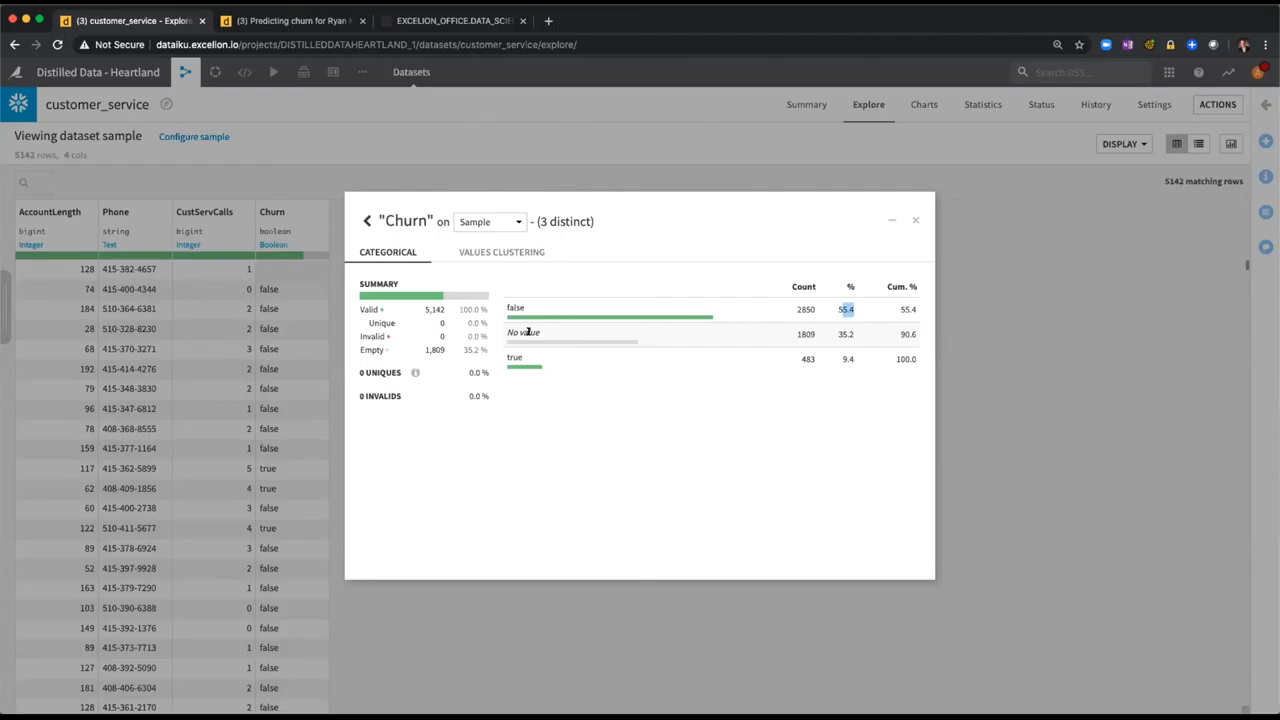 (3) customer_service - Explora
(3) Predicting churn for Ryan M
EXCELION_OFFICE.DATA_SCIE
Not Secure dataiku.excelion.io/projects/DISTILLEDDATAHEARTLAND_1/datasets/customer_service/explore/
Distilled Data - Heartland
Datasets
Search DSS...
customer_service
Summary Explore Charts Statistics Status History Settings ACTIONS
Viewing dataset sample Configure sample
5142 rows, 4 cols
DISPLAY
5142 matching rows
AccountLength Phone CustServCalls Churn
bigint string bigint boolean
Integer Text Integer Boolean
128 415-382-4657 1
74 415-400-4344 0 false
184 510-364-6381 2 false
28 510-328-8230 2 false
68 415-370-3271 3 false
192 415-414-4276 2 false
79 415-348-3830 2 false
96 415-347-6812 1 false
78 408-368-8555 2 false
159 415-377-1164 1 false
117 415-362-5899 5 true
62 408-409-1856 4 true
60 415-400-2738 3 false
122 510-411-5677 4 true
89 415-378-6924 3 false
52 415-397-9928 2 false
163 415-379-7290 1 false
103 510-390-6388 0 false
149 415-392-1376 0 false
89 415-373-7713 1 false
127 408-392-5090 1 false
181 408-406-6304 2 false
128 415-361-2170 2 false
"Churn" on Sample - (3 distinct)
CATEGORICAL VALUES CLUSTERING
SUMMARY
Valid 5,142 100.0 %
Unique 0 0.0 %
Invalid 0 0.0 %
Empty 1,809 35.2 %
0 UNIQUES 0.0 %
0 INVALIDS 0.0 %
Count % Cum. %
false 2850 55.4 55.4
No value 1809 35.2 90.6
true 483 9.4 100.0